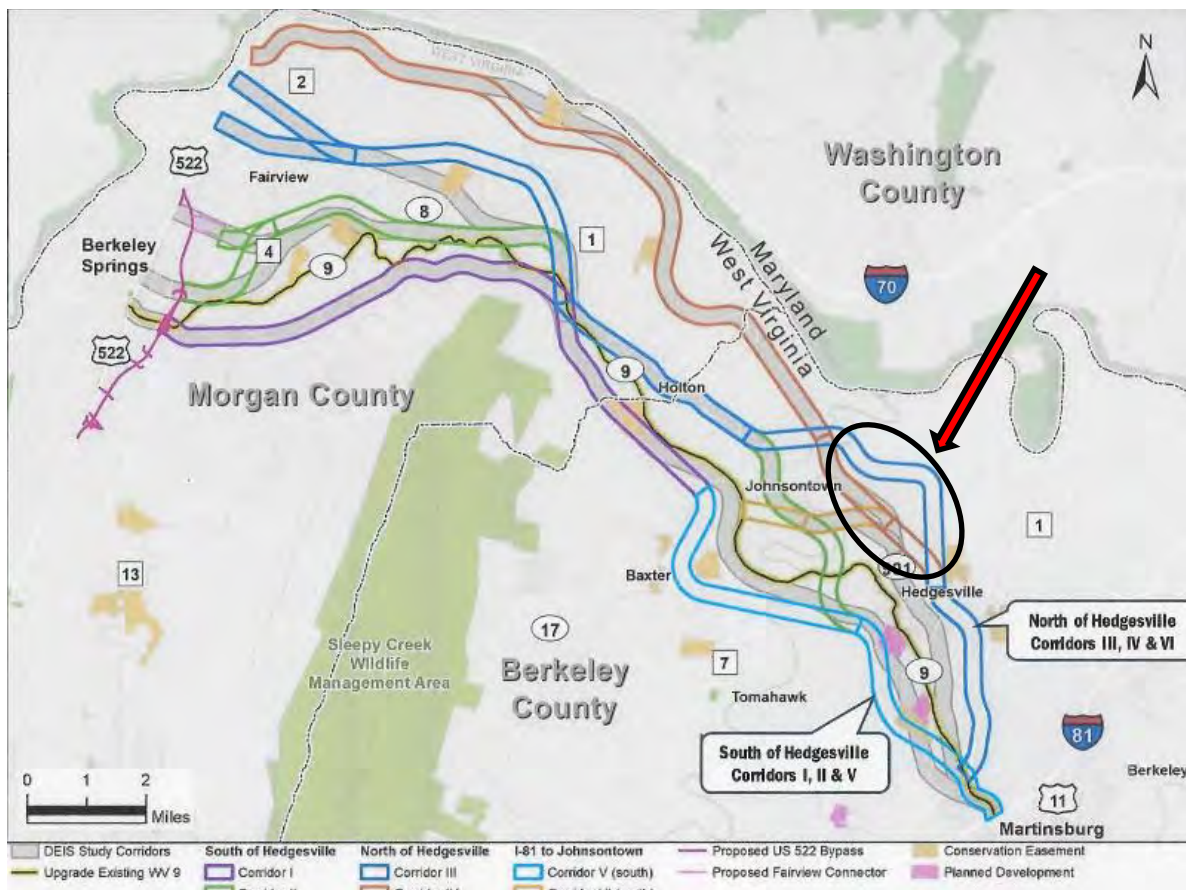 N
WEST VIRGINIA
2
Washington
County
522
Fairview
8
1
Berkeley
Springs
4
9
Maryland
West Virginia
70
522
Morgan County
9
Holton
Johnsontown
1
13
Baxter
901
Hedgesville
North of Hedgesville
Corridors III, IV & VI
17
Sleepy Creek
Wildlife
Management Area
Berkeley
County
7
9
Tomahawk
81
South of Hedgesville
Corridors I, II & V
Berkeley
0 1 2
Miles
11
Martinsburg
DEIS Study Corridors
South of Hedgesville
North of Hedgesville
I-81 to Johnsontown
Proposed US 522 Bypass
Conservation Easement
Upgrade Existing WV 9
Corridor I
Corridor III
Corridor V (south)
Proposed Fairview Connector
Planned Development